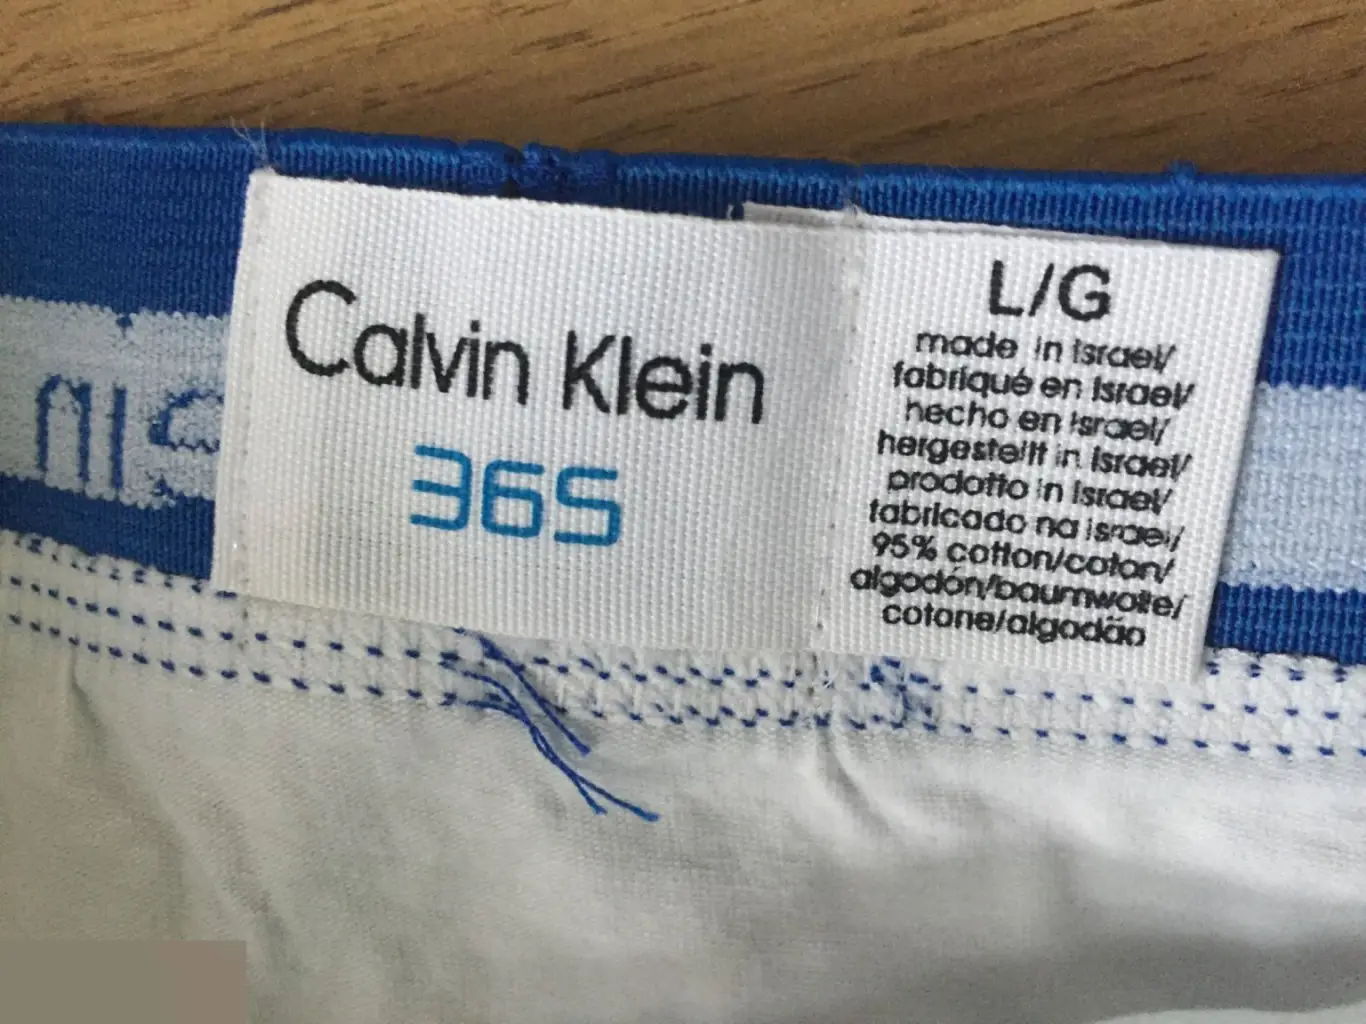 Calvin Klein
365
L/G
made in Israel/
fabriqué en Israel/
hecho en Israel/
hergestellt in Israel/
prodotto in Israel/
fabricado na Israel/
95% cotton/coton/
algodón/baumwolle/
cotone/algodão